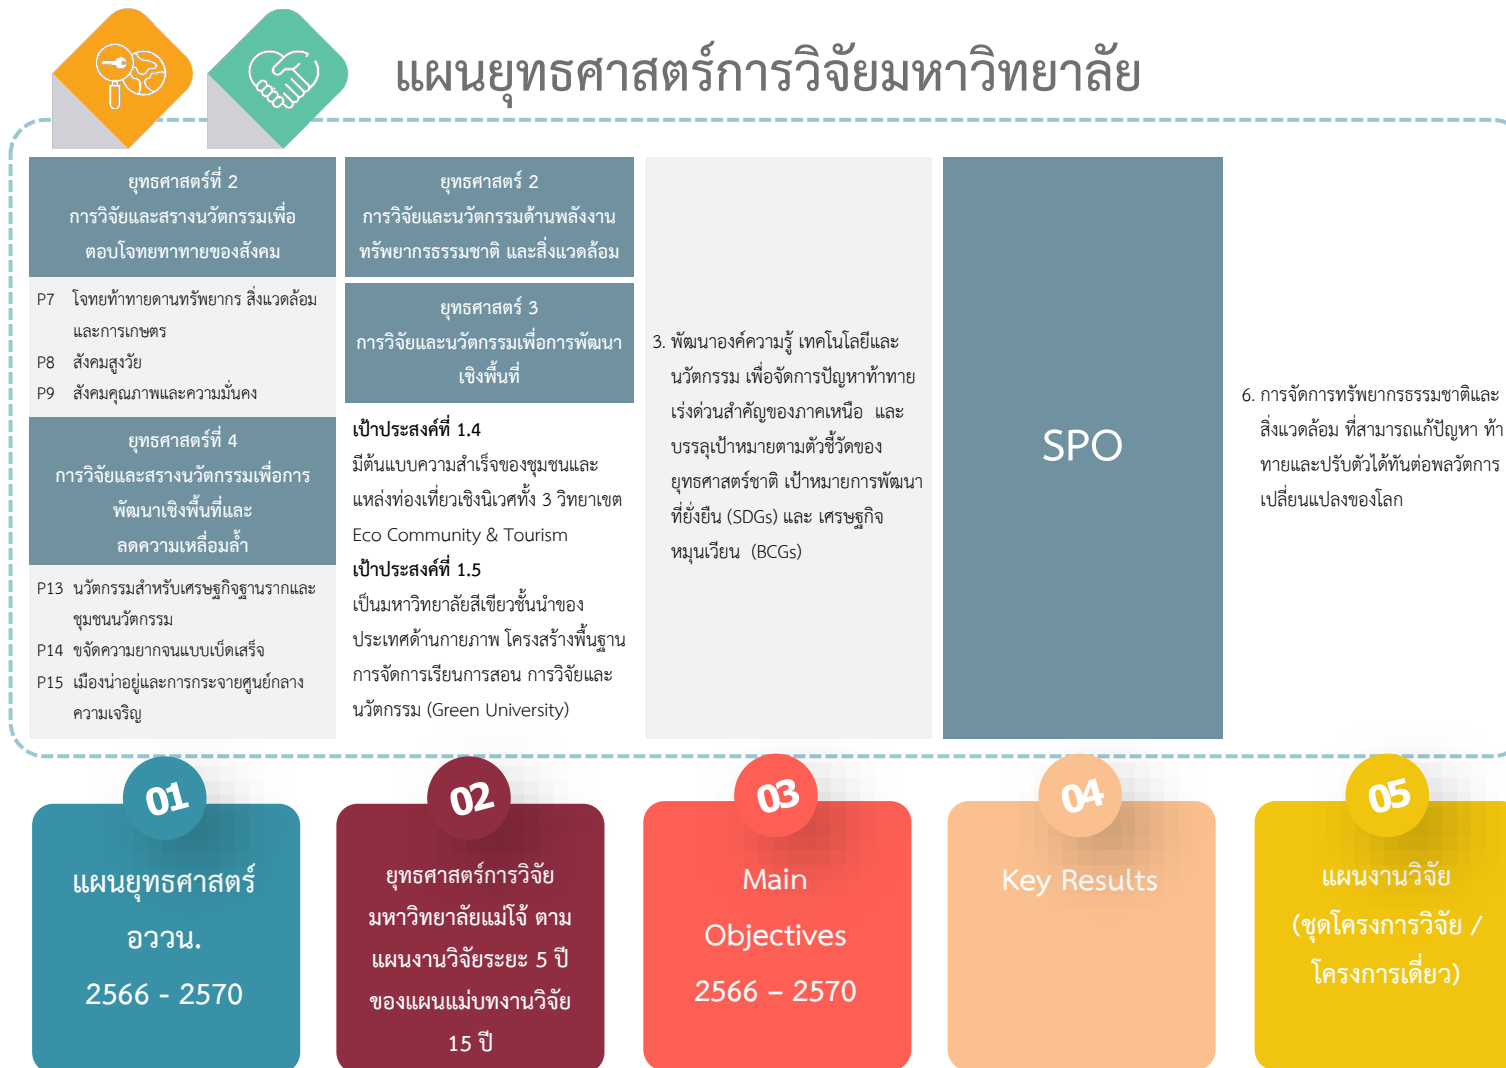 แผนยุทธศาสตร์การวิจัยมหาวิทยาลัย
ยุทธศาสตร์ที่ 2
การวิจัยและสรางนวัตกรรมเพื่อ
ตอบโจทยทาทายของสังคม
P7 โจทย์ท้าทายดานทรัพยากร สิ่งแวดล้อม
และการเกษตร
P8 สังคมสูงวัย
P9 สังคมคุณภาพและความมั่นคง
ยุทธศาสตร์ที่ 4
การวิจัยและสรางนวัตกรรมเพื่อการ
พัฒนาเชิงพื้นที่และ
ลดความเหลื่อมล้ำ
P13 นวัตกรรมสำหรับเศรษฐกิจฐานรากและ
ชุมชนนวัตกรรม
P14 ขจัดความยากจนแบบเบ็ดเสร็จ
P15 เมืองน่าอยู่และการกระจายศูนย์กลาง
ความเจริญ
ยุทธศาสตร์ 2
การวิจัยและนวัตกรรมด้านพลังงาน
ทรัพยากรธรรมชาติ และสิ่งแวดล้อม
ยุทธศาสตร์ 3
การวิจัยและนวัตกรรมเพื่อการพัฒนา
เชิงพื้นที่
เป้าประสงค์ที่ 1.4
มีต้นแบบความสำเร็จของชุมชนและ
แหล่งท่องเที่ยวเชิงนิเวศทั้ง 3 วิทยาเขต
Eco Community & Tourism
เป้าประสงค์ที่ 1.5
เป็นมหาวิทยาลัยสีเขียวชั้นนำของ
ประเทศด้านกายภาพ โครงสร้างพื้นฐาน
การจัดการเรียนการสอน การวิจัยและ
นวัตกรรม (Green University)
3. พัฒนาองค์ความรู้ เทคโนโลยีและ
นวัตกรรม เพื่อจัดการปัญหาท้าทาย
เร่งด่วนสำคัญของภาคเหนือ และ
บรรลุเป้าหมายตามตัวชี้วัดของ
ยุทธศาสตร์ชาติ เป้าหมายการพัฒนา
ที่ยั่งยืน (SDGs) และ เศรษฐกิจ
หมุนเวียน (BCGs)
SPO
6. การจัดการทรัพยากรธรรมชาติและ
สิ่งแวดล้อม ที่สามารถแก้ปัญหา ท้า
ทายและปรับตัวได้ทันต่อพลวัตการ
เปลี่ยนแปลงของโลก
01
แผนยุทธศาสตร์
อววน.
2566 - 2570
02
ยุทธศาสตร์การวิจัย
มหาวิทยาลัยแม่โจ้ ตาม
แผนงานวิจัยระยะ 5 ปี
ของแผนแม่บทงานวิจัย
15 ปี
03
Main
Objectives
2566 – 2570
04
Key Results
05
แผนงานวิจัย
(ชุดโครงการวิจัย /
โครงการเดี่ยว)